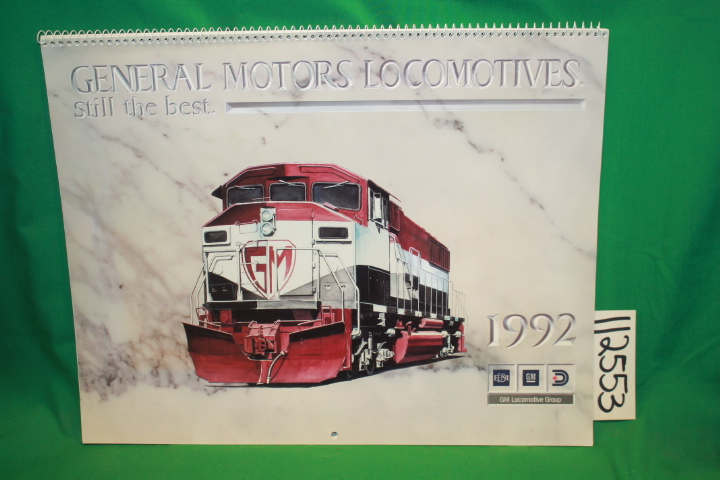 GENERAL MOTORS LOCOMOTIVES.
still the best.
GM
1992
GM
GM Locomotive Group
112553